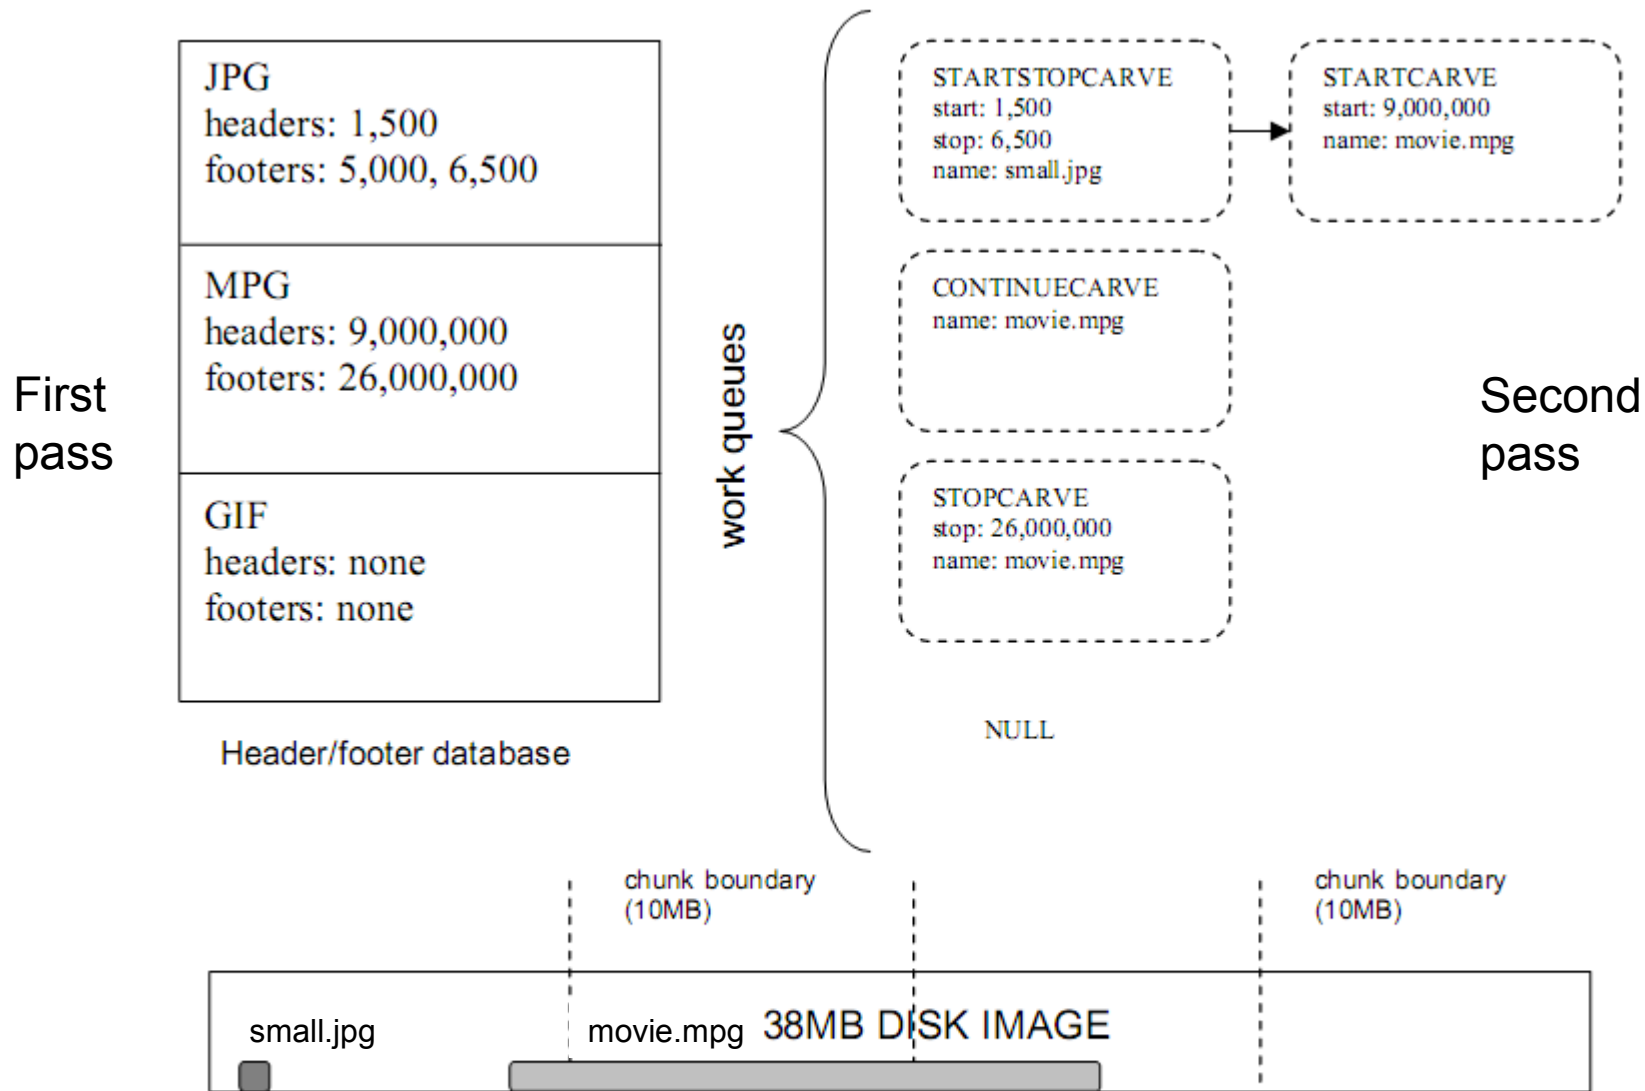 First
pass
JPG
headers: 1,500
footers: 5,000, 6,500
MPG
headers: 9,000,000
footers: 26,000,000
GIF
headers: none
footers: none
Header/footer database
work queues
STARTSTOPCARVE
start: 1,500
stop: 6,500
name: small.jpg
STARTCARVE
start: 9,000,000
name: movie.mpg
CONTINUECARVE
name: movie.mpg
STOPCARVE
stop: 26,000,000
name: movie.mpg
NULL
Second
pass
chunk boundary
(10MB)
chunk boundary
(10MB)
38MB DISK IMAGE
small.jpg
movie.mpg